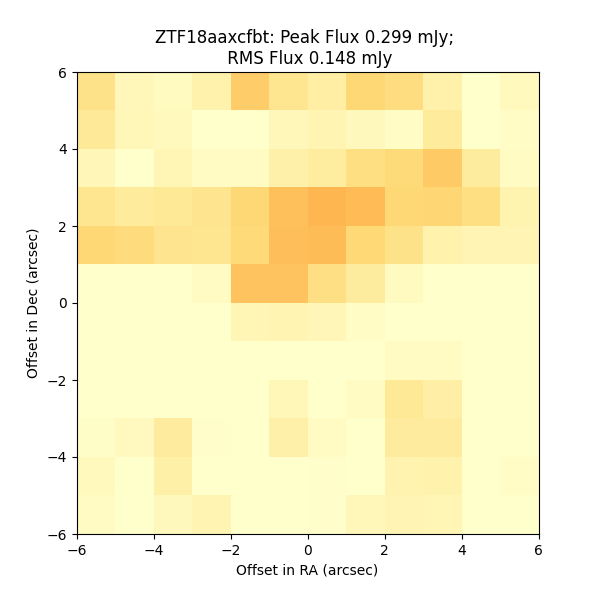 ZTF18aaxcfbt: Peak Flux 0.299 mJy;
RMS Flux 0.148 mJy
6
4
2
0
−2
−4
−6
Offset in Dec (arcsec)
−6 −4 −2 0 2 4 6
Offset in RA (arcsec)